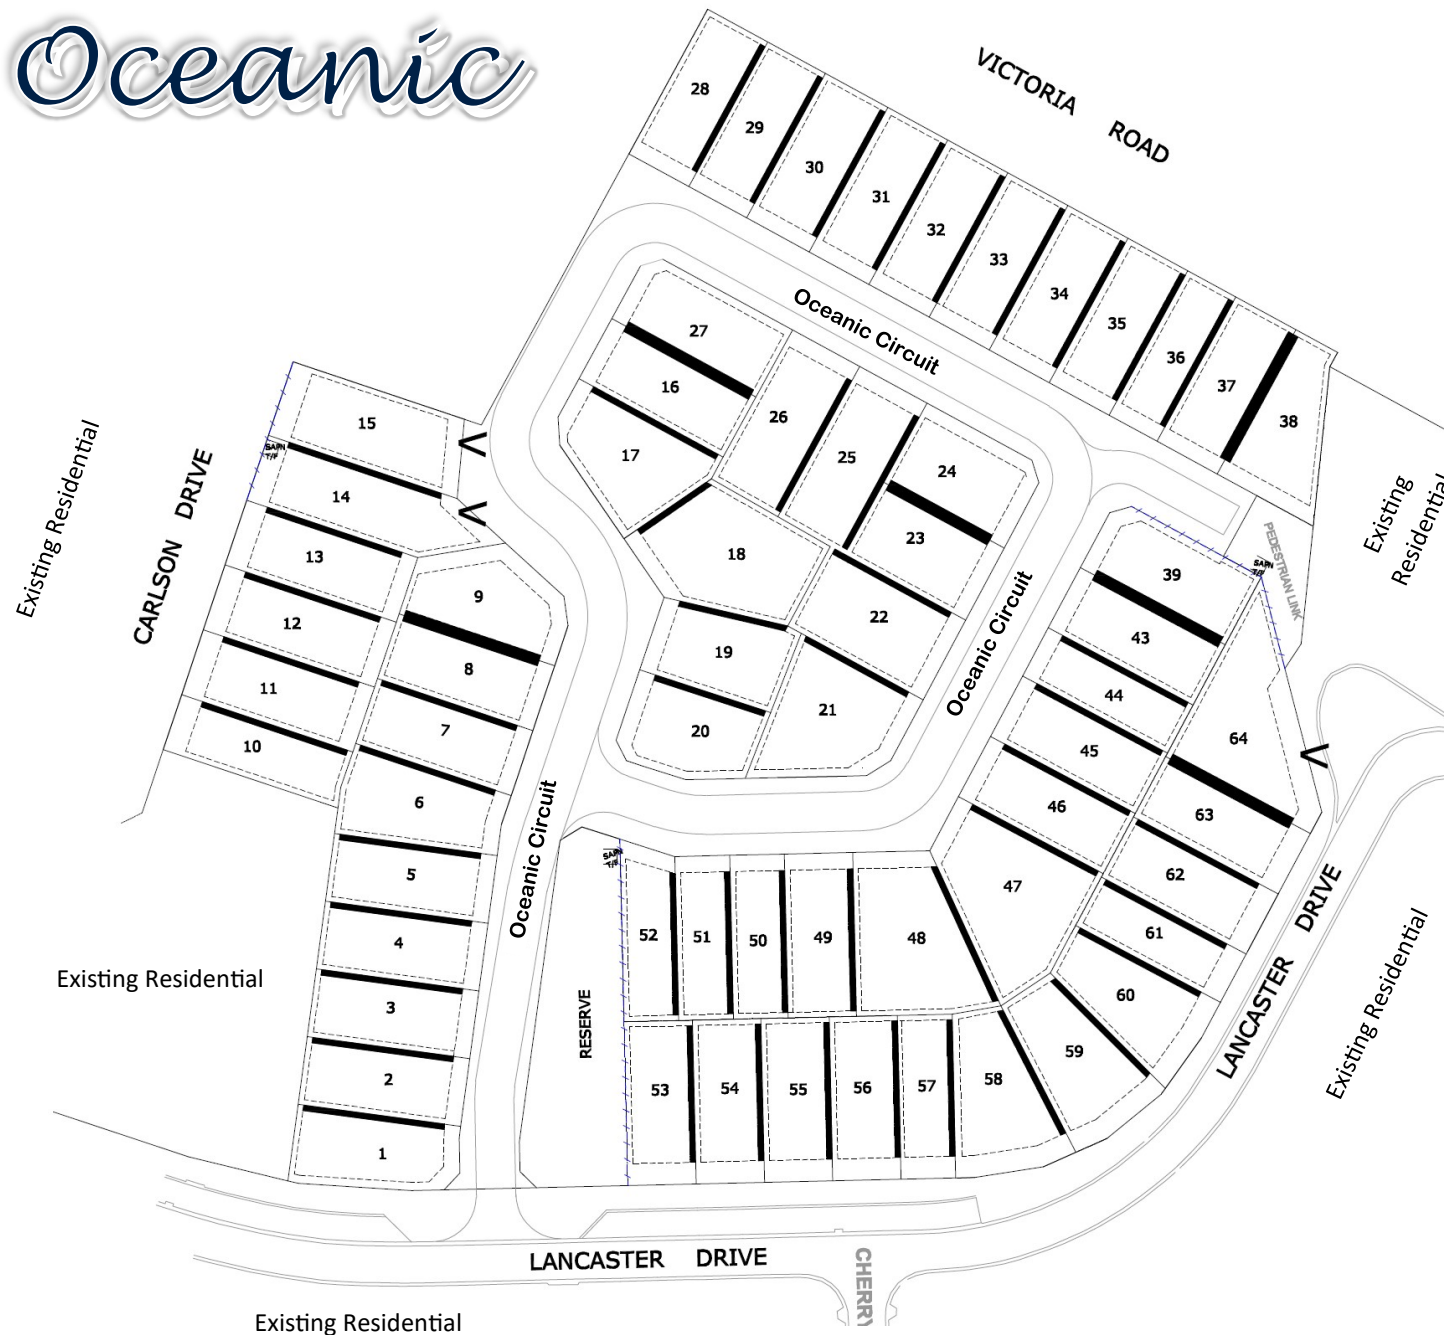 Oceanic
VICTORIA ROAD
28
29
30
31
32
33
34
35
36
37
38
Oceanic Circuit
27
16
17
26
25
24
23
18
22
19
21
20
Existing Residential
CARLSON DRIVE
15
SAPN
T/F
14
13
12
11
10
<
<
9
8
7
6
5
4
3
2
1
Oceanic Circuit
Oceanic Circuit
Existing
Residential
PEDESTRIAN LINK
SAPN
T/F
39
43
44
45
46
47
64
<
63
62
61
60
59
SAPN
T/F
52
51
50
49
48
RESERVE
53
54
55
56
57
58
Existing Residential
LANCASTER DRIVE
Existing Residential
LANCASTER DRIVE
CHERRY
Existing Residential